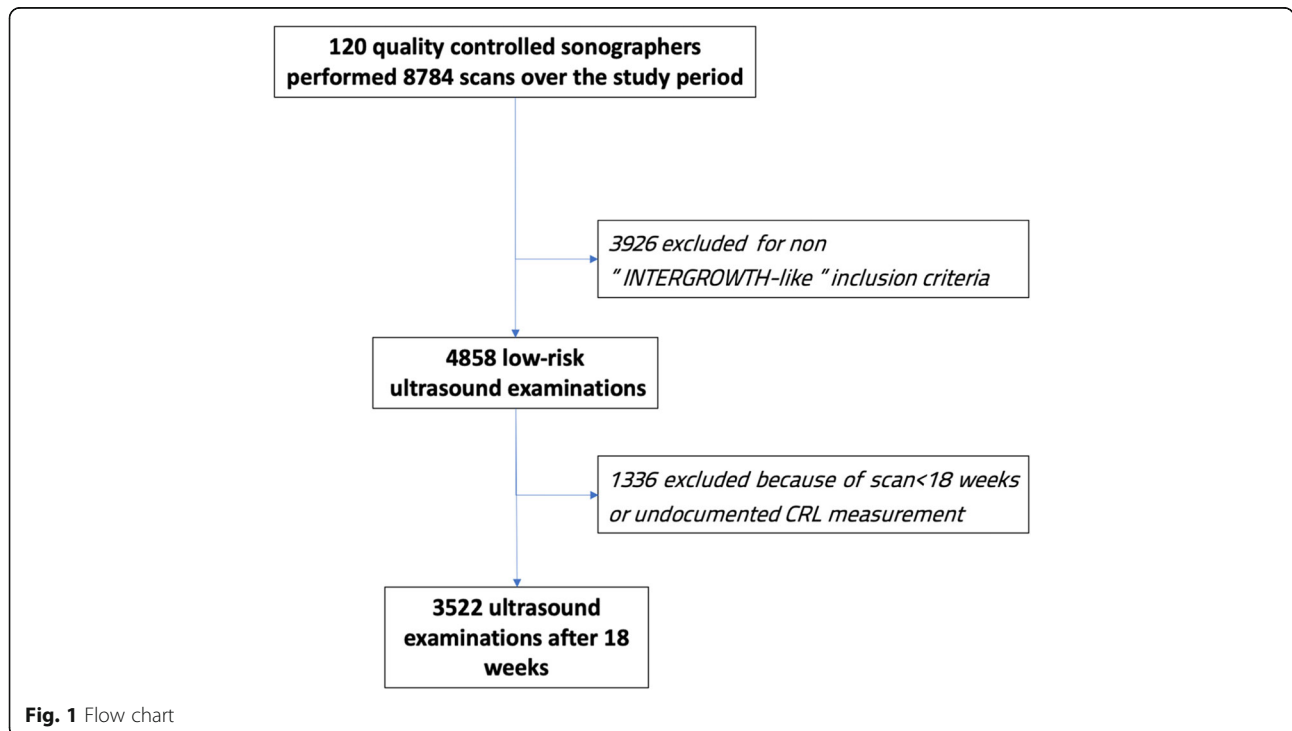 120 quality controlled sonographers
performed 8784 scans over the study period
3926 excluded for non
" INTERGROWTH-like " inclusion criteria
4858 low-risk
ultrasound examinations
1336 excluded because of scan<18 weeks
or undocumented CRL measurement
3522 ultrasound
examinations after 18
weeks
Fig. 1 Flow chart